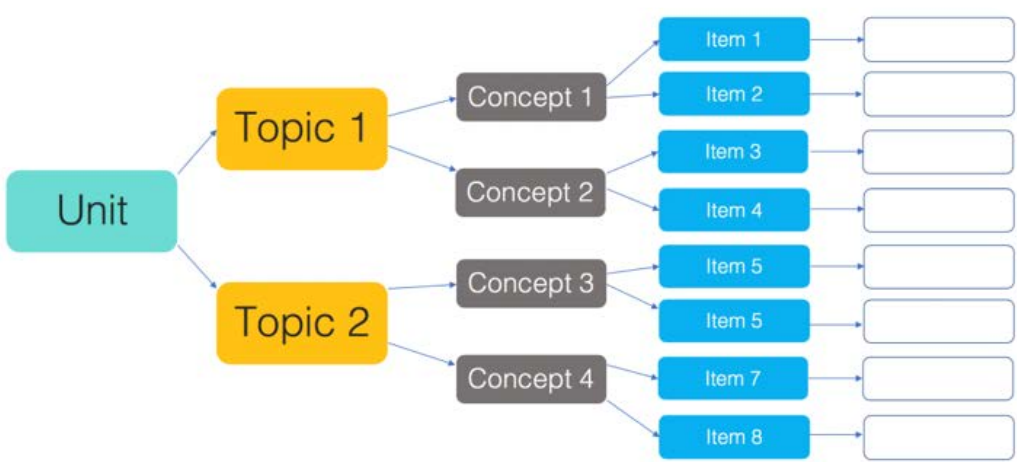 Unit
Topic 1
Topic 2
Concept 1
Concept 2
Concept 3
Concept 4
Item 1
Item 2
Item 3
Item 4
Item 5
Item 5
Item 7
Item 8